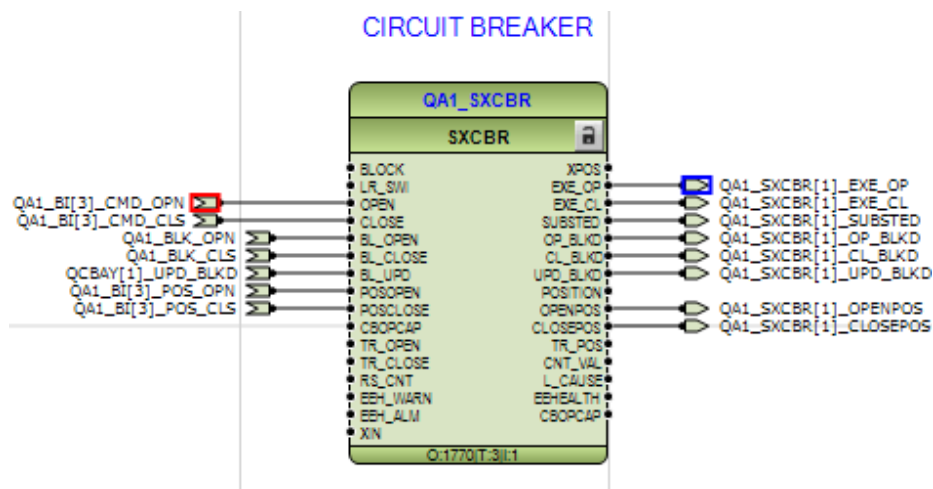 CIRCUIT BREAKER
QA1_SXCBR
SXCBR
BLOCK XPOS
LR_SWI EXE_OP QA1_SXCBR[1]_EXE_OP
QA1_BI[3]_CMD_OPN OPEN EXE_CL QA1_SXCBR[1]_EXE_CL
QA1_BI[3]_CMD_CLS CLOSE SUBSTED QA1_SXCBR[1]_SUBSTED
QA1_BLK_OPN BL_OPEN OP_BLKD QA1_SXCBR[1]_OP_BLKD
QA1_BLK_CLS BL_CLOSE CL_BLKD QA1_SXCBR[1]_CL_BLKD
QCBAY[1]_UPD_BLKD BL_UPD UPD_BLKD QA1_SXCBR[1]_UPD_BLKD
QA1_BI[3]_POS_OPN POSOPEN POSITION
QA1_BI[3]_POS_CLS POSCLOSE OPENPOS QA1_SXCBR[1]_OPENPOS
CBOPCAP CLOSEPOS QA1_SXCBR[1]_CLOSEPOS
TR_OPEN TR_POS
TR_CLOSE CNT_VAL
RS_CNT L_CAUSE
EEH_WARN EEHEALTH
EEH_ALM CBOPCAP
XIN
O:1770|T:3|I:1